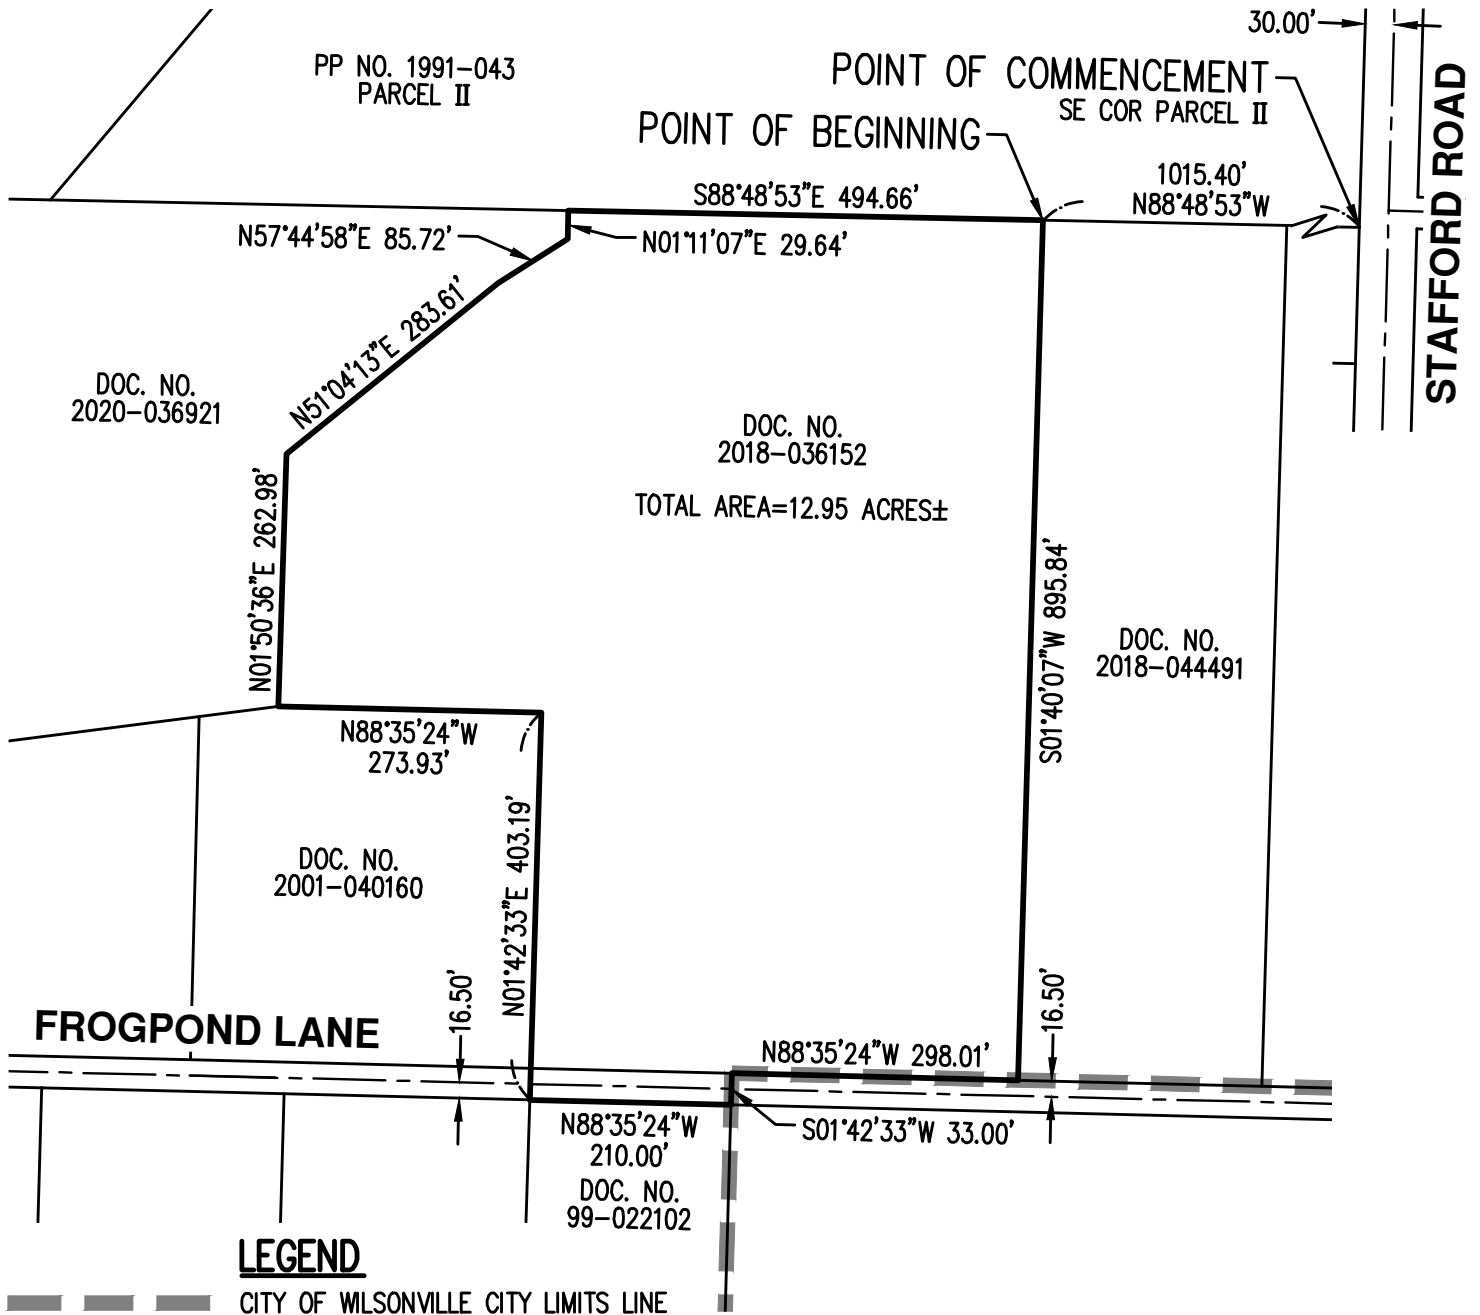 30.00'
PP NO. 1991-043
PARCEL II
POINT OF COMMENCEMENT
SE COR PARCEL II
POINT OF BEGINNING
STAFFORD ROAD
1015.40'
N88°48'53"W
S88°48'53"E 494.66'
N57°44'58"E 85.72'
N01°11'07"E 29.64'
N51°04'13"E 283.61'
DOC. NO.
2020-036921
DOC. NO.
2018-036152
TOTAL AREA=12.95 ACRES±
N01°50'36"E 262.98'
S01°40'07"W 895.84'
DOC. NO.
2018-044491
N88°35'24"W
273.93'
N01°42'33"E 403.19'
DOC. NO.
2001-040160
16.50'
16.50'
FROGPOND LANE
N88°35'24"W 298.01'
N88°35'24"W
210.00'
S01°42'33"W 33.00'
DOC. NO.
99-022102
LEGEND
CITY OF WILSONVILLE CITY LIMITS LINE